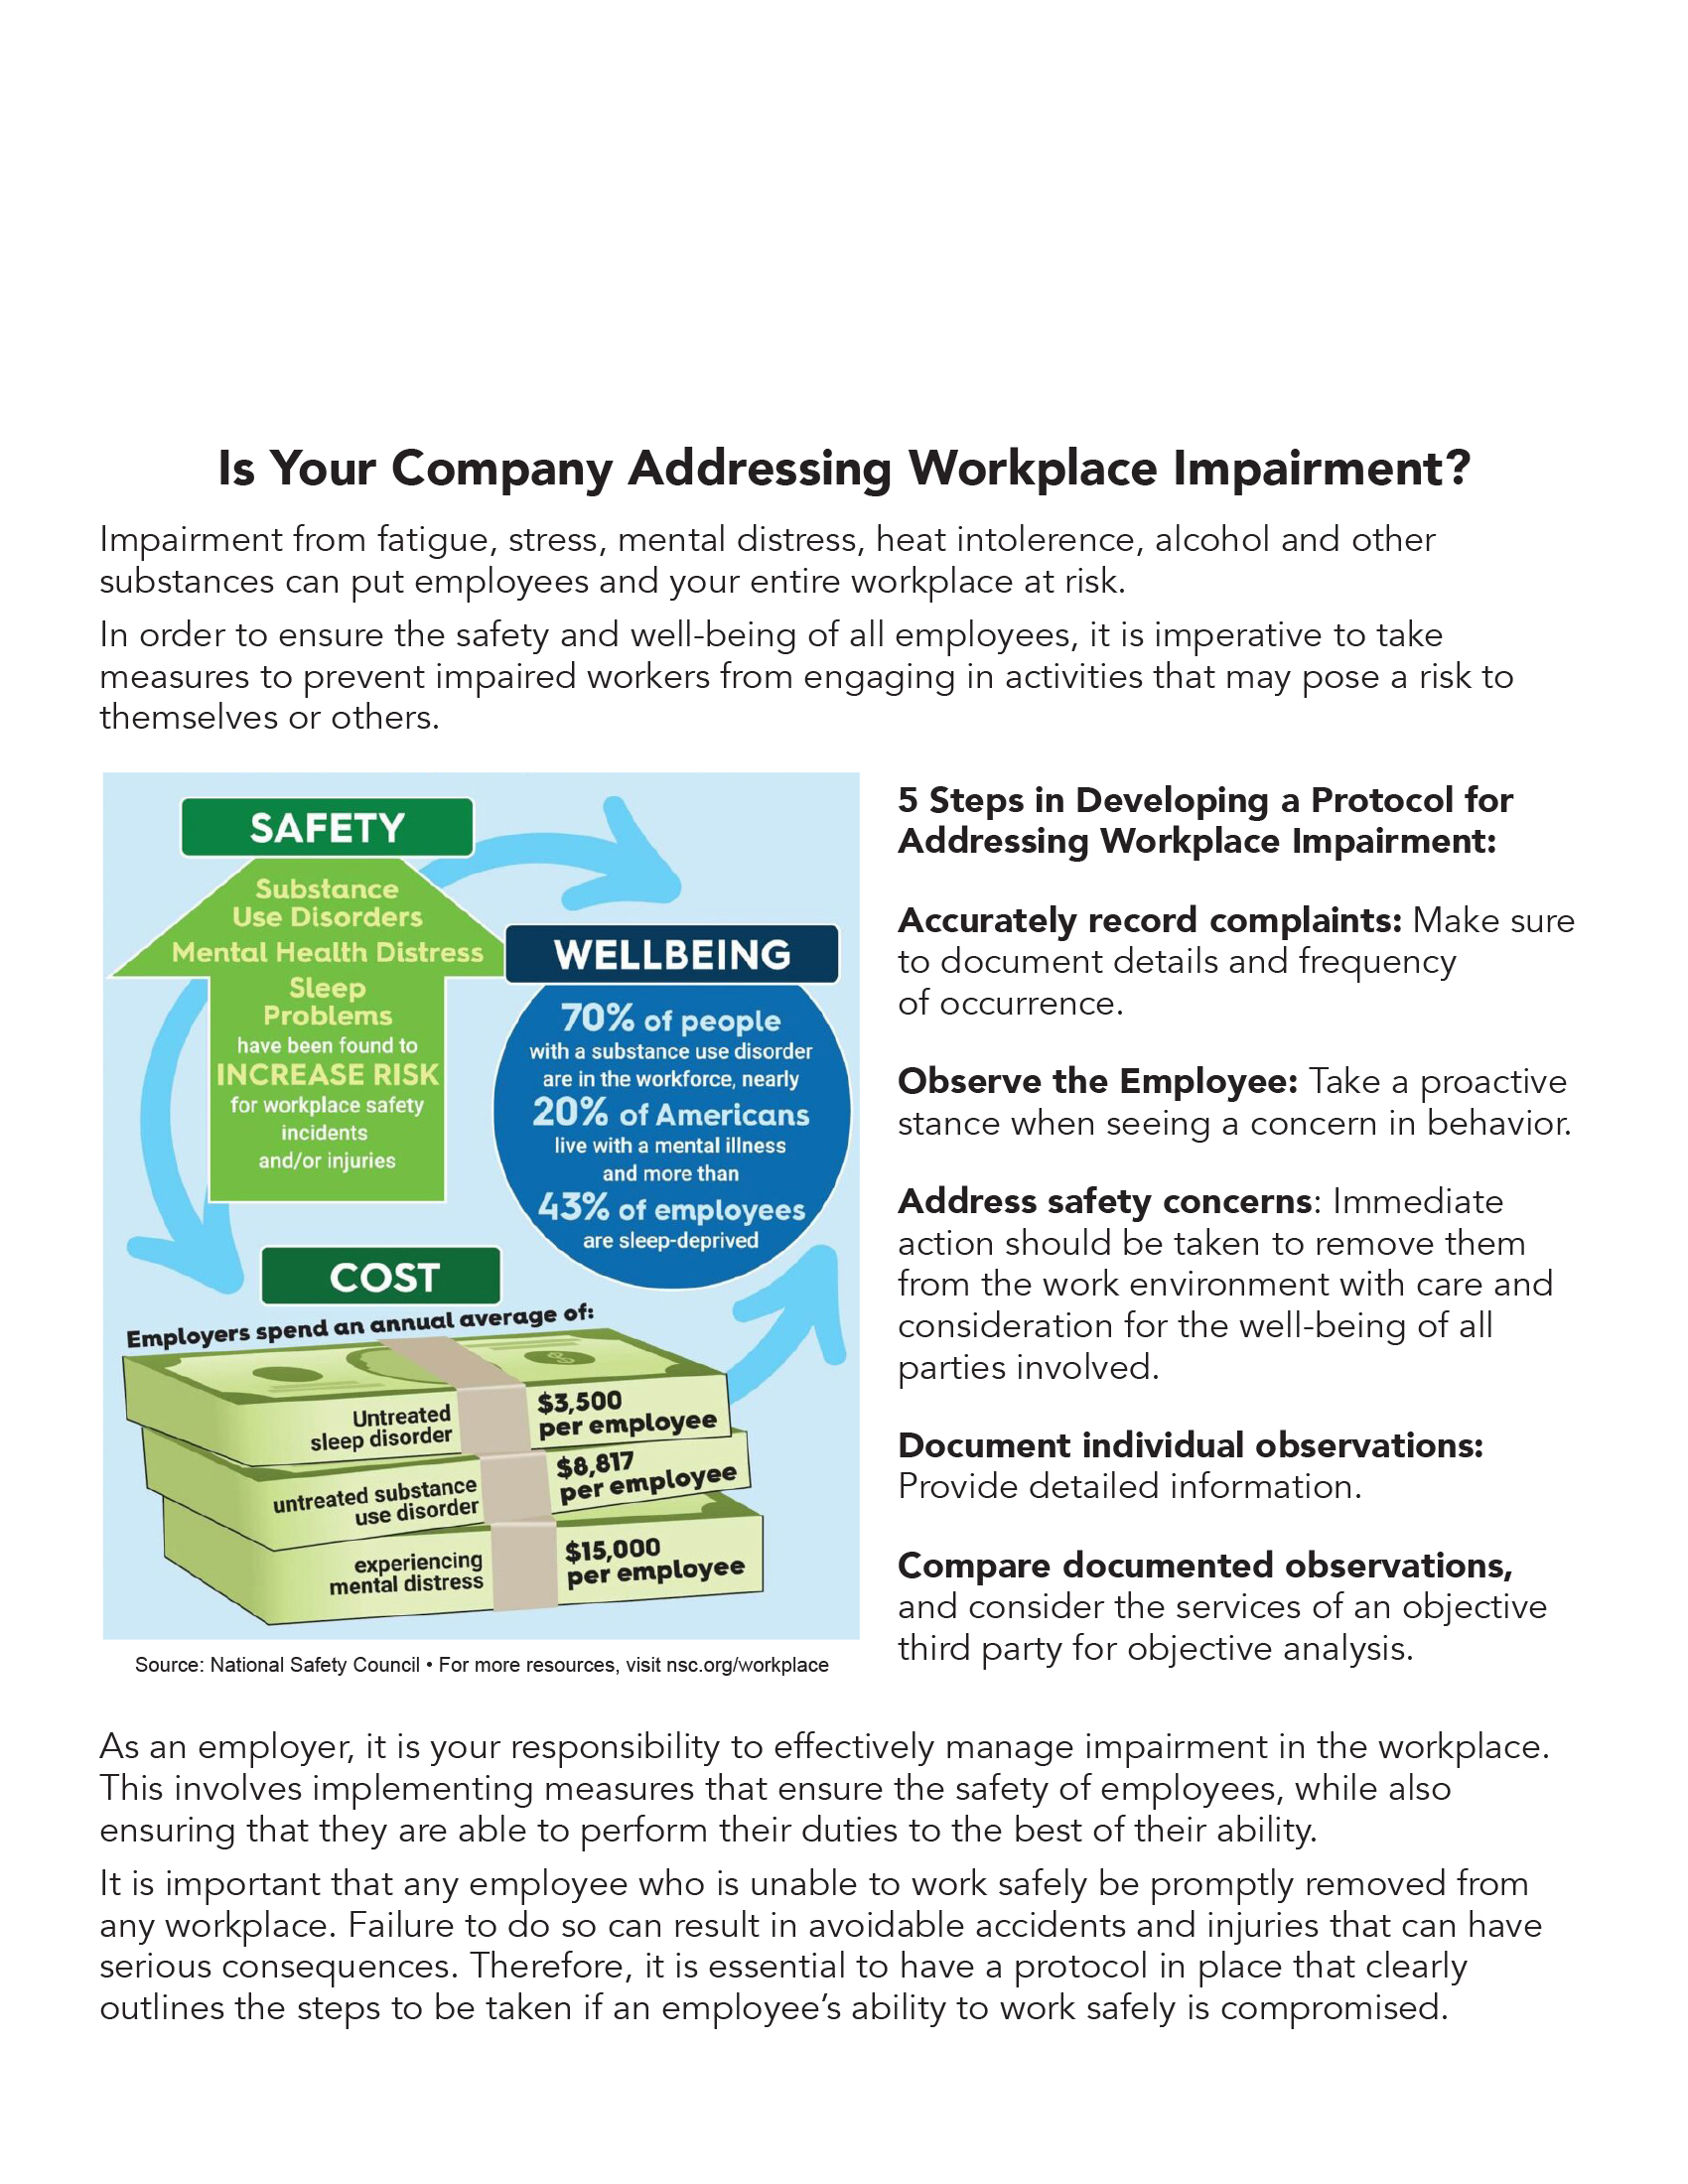 Is Your Company Addressing Workplace Impairment?
Impairment from fatigue, stress, mental distress, heat intolerence, alcohol and other
substances can put employees and your entire workplace at risk.
In order to ensure the safety and well-being of all employees, it is imperative to take
measures to prevent impaired workers from engaging in activities that may pose a risk to
themselves or others.
SAFETY
Substance
Use Disorders
Mental Health Distress
Sleep
Problems
have been found to
INCREASE RISK
for workplace safety
incidents
and/or injuries
WELLBEING
70% of people
with a substance use disorder
are in the workforce, nearly
20% of Americans
live with a mental illness
and more than
43% of employees
are sleep-deprived
COST
Employers spend an annual average of:
Untreated
sleep disorder
$3,500
per employee
untreated substance
use disorder
$8,817
per employee
experiencing
mental distress
$15,000
per employee
Source: National Safety Council • For more resources, visit nsc.org/workplace
5 Steps in Developing a Protocol for
Addressing Workplace Impairment:
Accurately record complaints: Make sure
to document details and frequency
of occurrence.
Observe the Employee: Take a proactive
stance when seeing a concern in behavior.
Address safety concerns: Immediate
action should be taken to remove them
from the work environment with care and
consideration for the well-being of all
parties involved.
Document individual observations:
Provide detailed information.
Compare documented observations,
and consider the services of an objective
third party for objective analysis.
As an employer, it is your responsibility to effectively manage impairment in the workplace.
This involves implementing measures that ensure the safety of employees, while also
ensuring that they are able to perform their duties to the best of their ability.
It is important that any employee who is unable to work safely be promptly removed from
any workplace. Failure to do so can result in avoidable accidents and injuries that can have
serious consequences. Therefore, it is essential to have a protocol in place that clearly
outlines the steps to be taken if an employee’s ability to work safely is compromised.